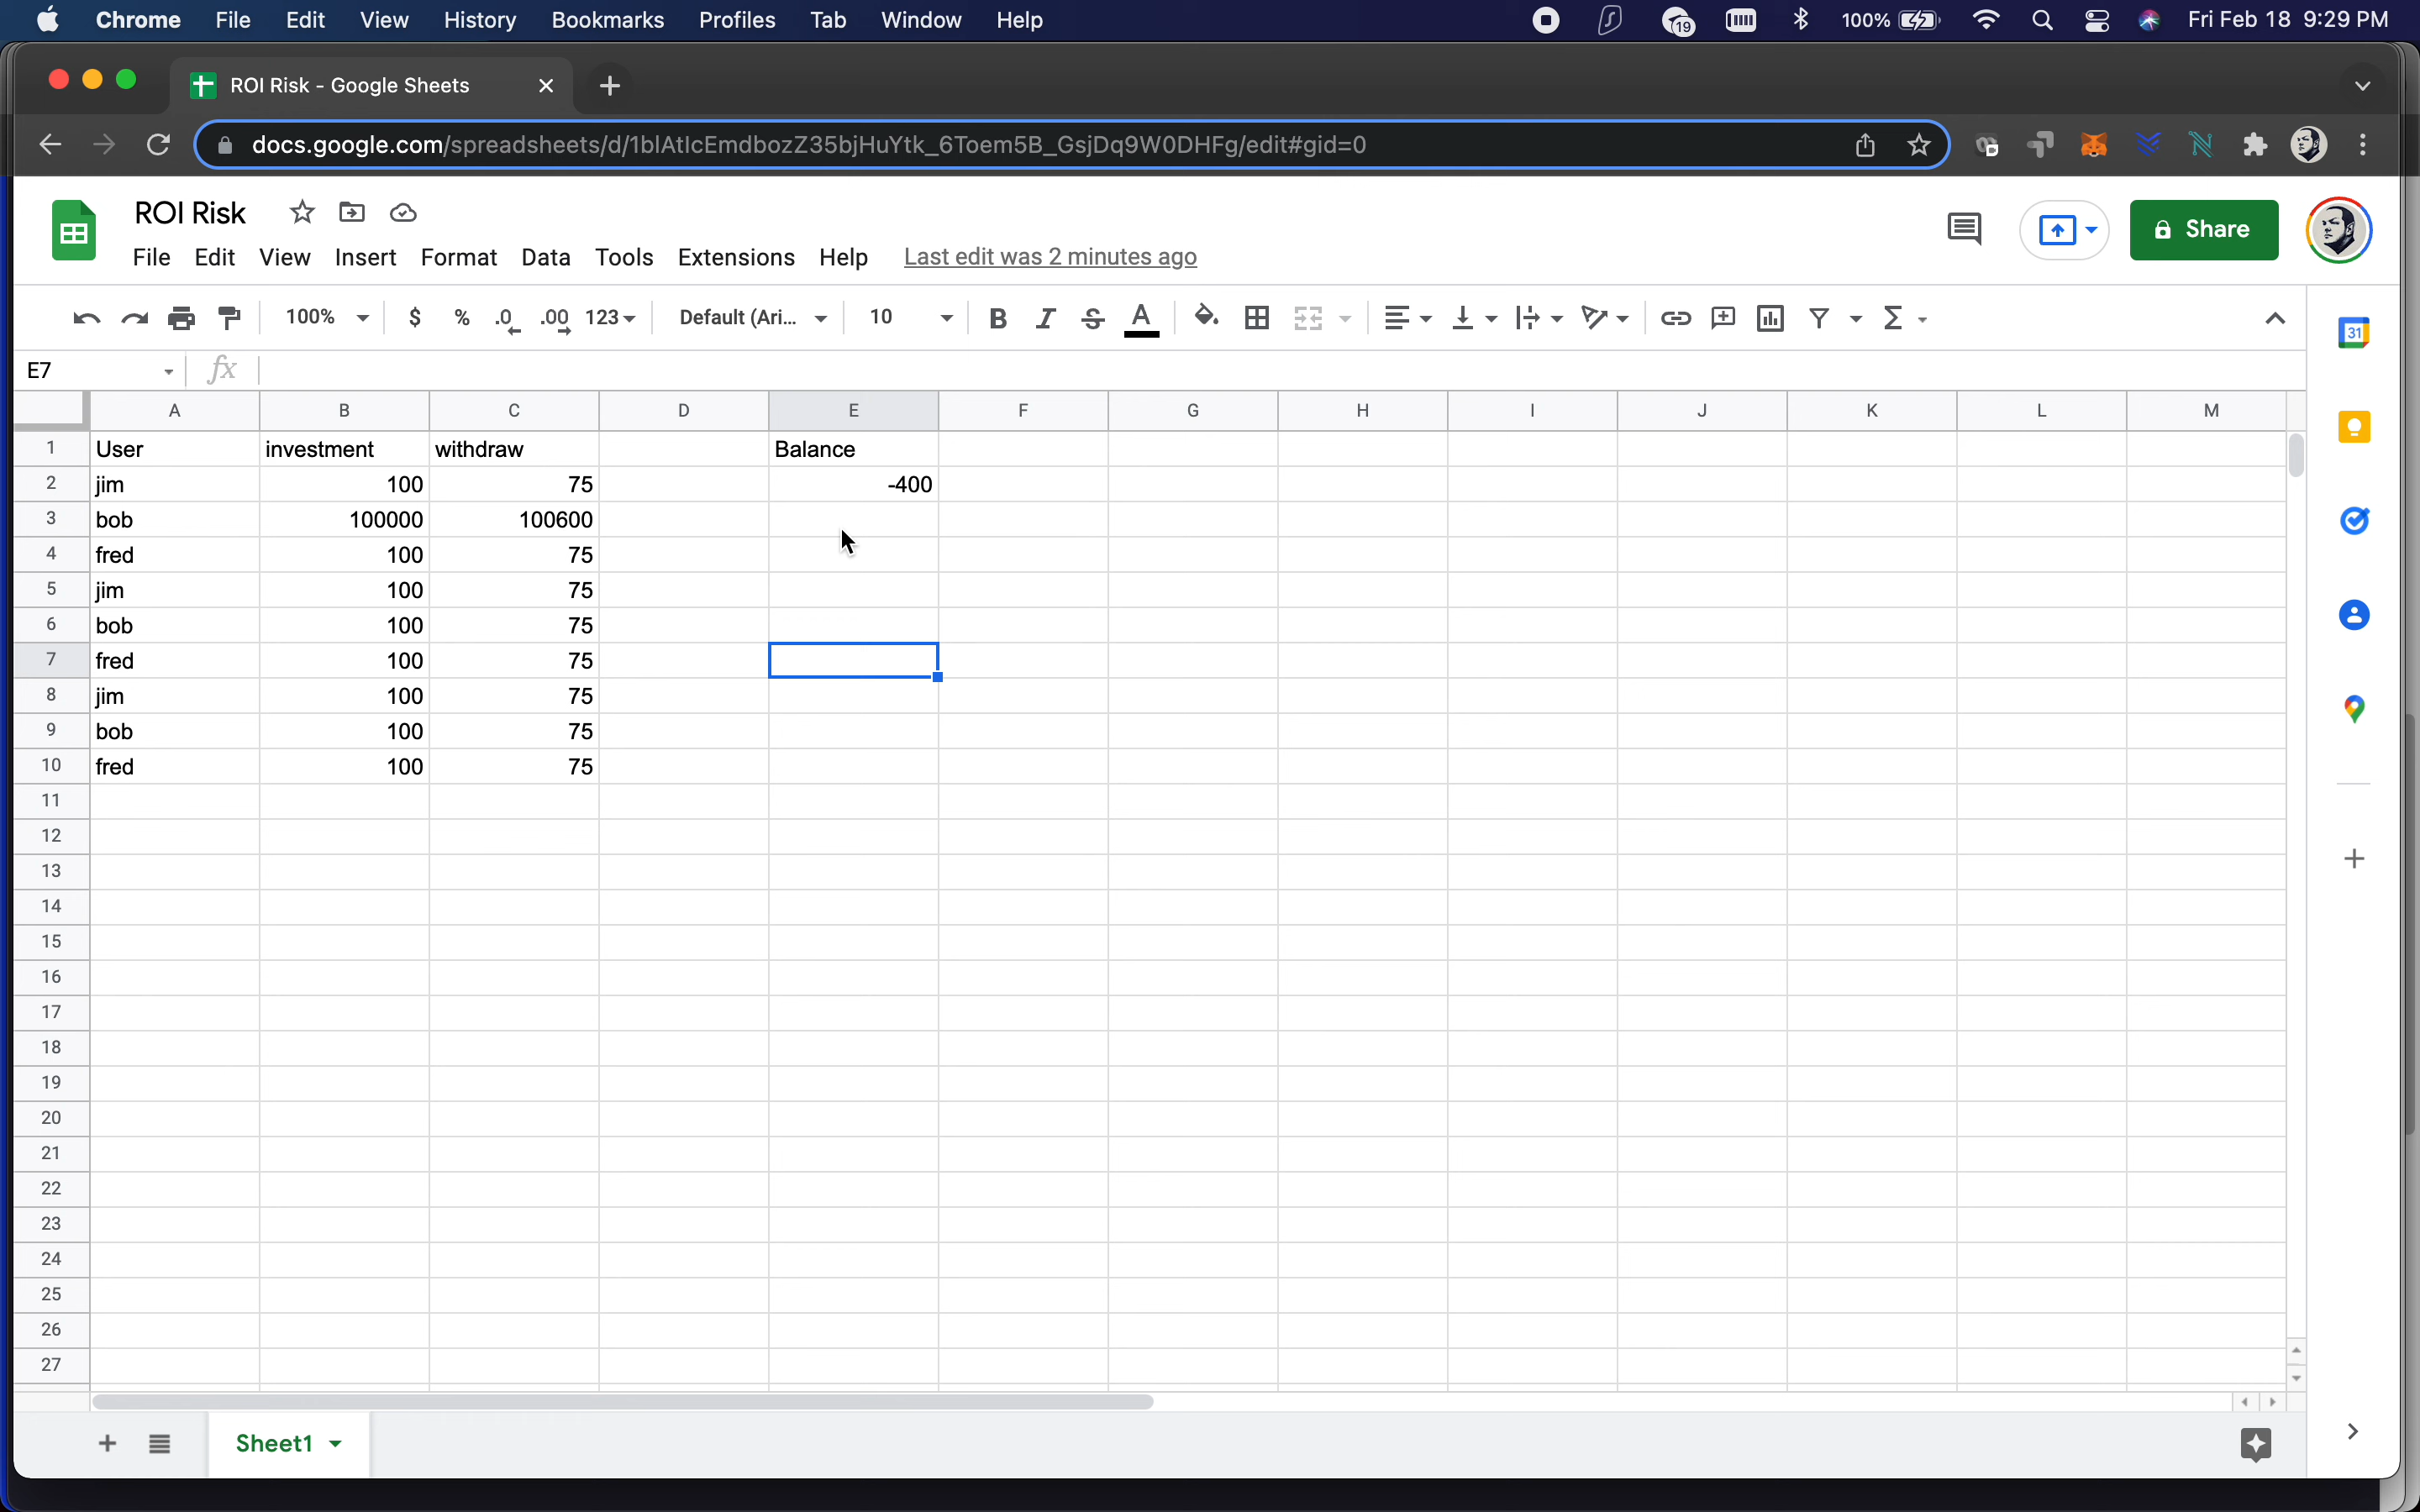 Chrome File Edit View History Bookmarks Profiles Tab Window Help 19 100% Fri Feb 18 9:29 PM
ROI Risk - Google Sheets
docs.google.com/spreadsheets/d/1blAtIcEmdbozZ35bjHuYtk_6Toem5B_GsjDq9W0DHFg/edit#gid=0
ROI Risk
File Edit View Insert Format Data Tools Extensions Help Last edit was 2 minutes ago
Share
100% $ % .0 .00 123 Default (Ari... 10 B I S A Σ
31
E7 fx
A B C D E F G H I J K L M
1 User investment withdraw Balance
2 jim 100 75 -400
3 bob 100000 100600
4 fred 100 75
5 jim 100 75
6 bob 100 75
7 fred 100 75
8 jim 100 75
9 bob 100 75
10 fred 100 75
11
12
13
14
15
16
17
18
19
20
21
22
23
24
25
26
27
Sheet1